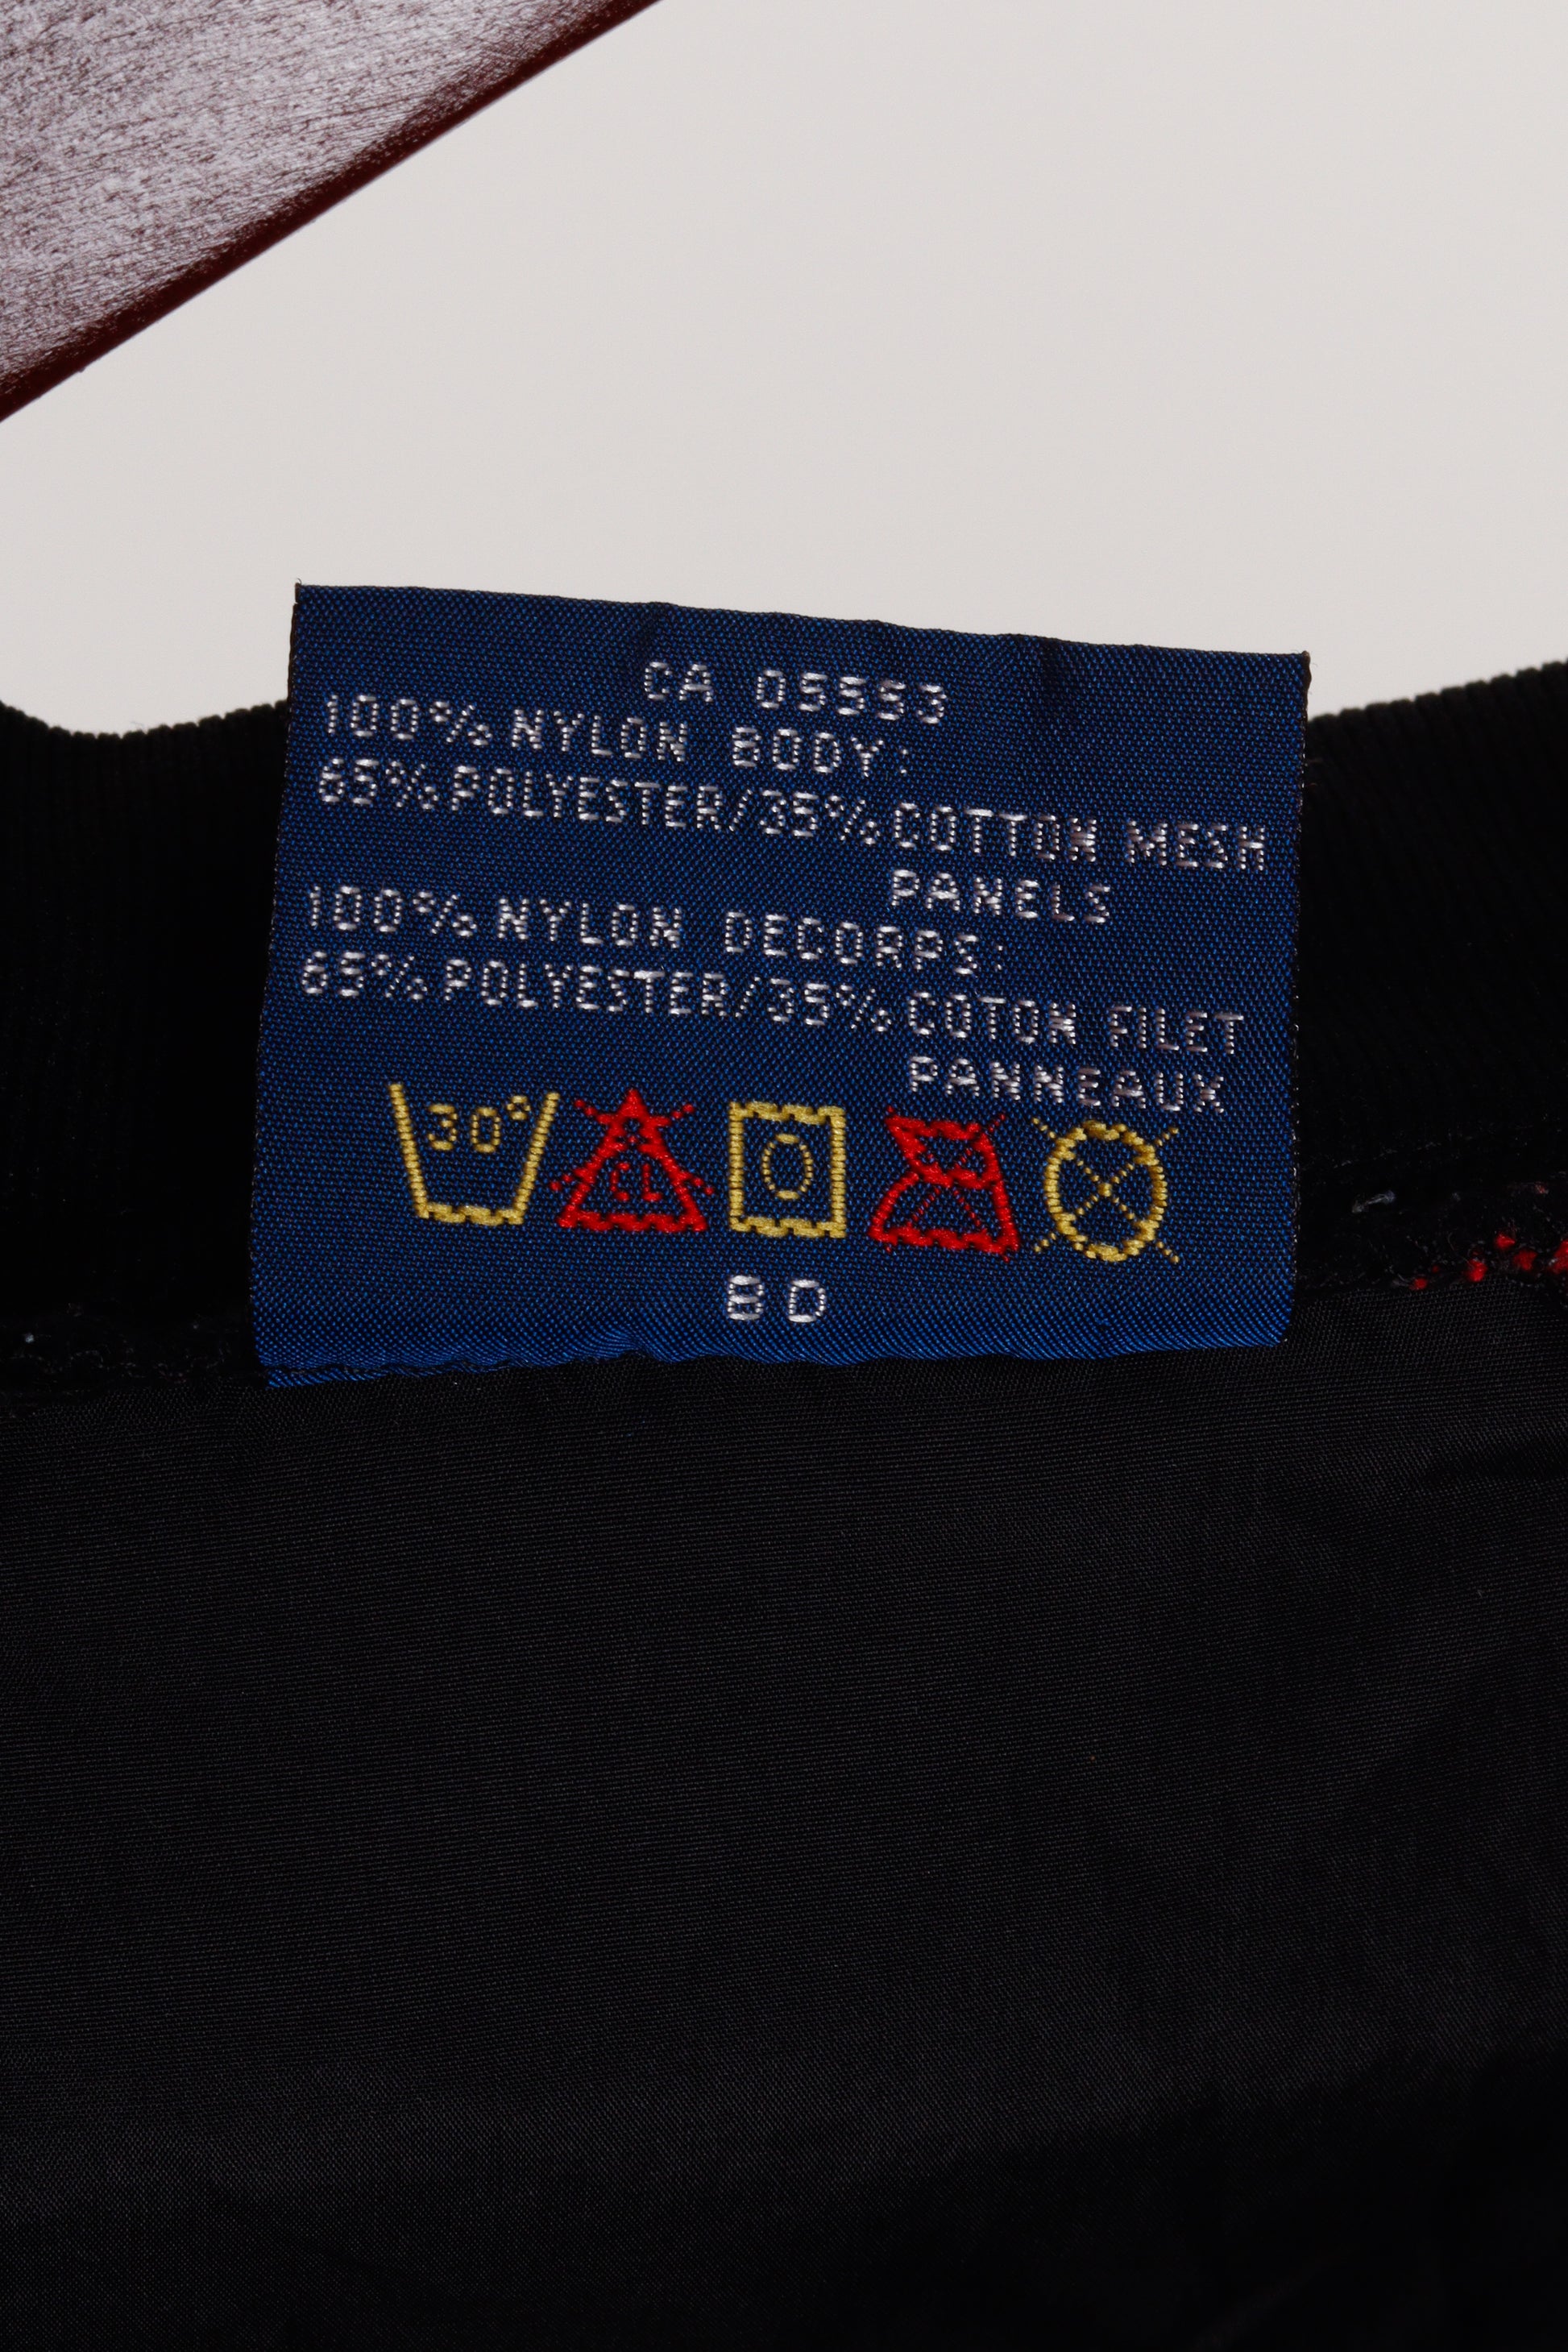 CA 05553
100% NYLON BODY:
65% POLYESTER/35% COTTON MESH
PANELS
100% NYLON DECORPS:
65% POLYESTER/35% COTON FILET
PANNEAUX
30° CL
BD